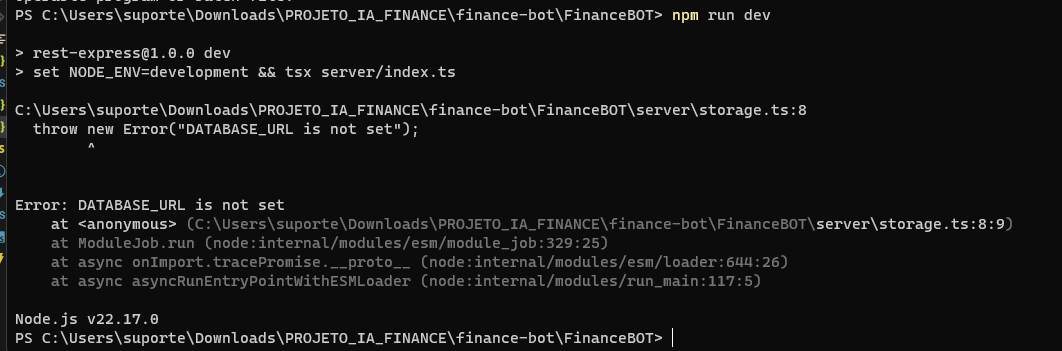 PS C:\Users\suporte\Downloads\PROJETO_IA_FINANCE\finance-bot\FinanceBOT> npm run dev
> rest-express@1.0.0 dev
> set NODE_ENV=development && tsx server/index.ts
C:\Users\suporte\Downloads\PROJETO_IA_FINANCE\finance-bot\FinanceBOT\server\storage.ts:8
throw new Error("DATABASE_URL is not set");
^
Error: DATABASE_URL is not set
at <anonymous> (C:\Users\suporte\Downloads\PROJETO_IA_FINANCE\finance-bot\FinanceBOT\server\storage.ts:8:9)
at ModuleJob.run (node:internal/modules/esm/module_job:329:25)
at async onImport.tracePromise.__proto__ (node:internal/modules/esm/loader:644:26)
at async asyncRunEntryPointWithESMLoader (node:internal/modules/run_main:117:5)
Node.js v22.17.0
PS C:\Users\suporte\Downloads\PROJETO_IA_FINANCE\finance-bot\FinanceBOT>